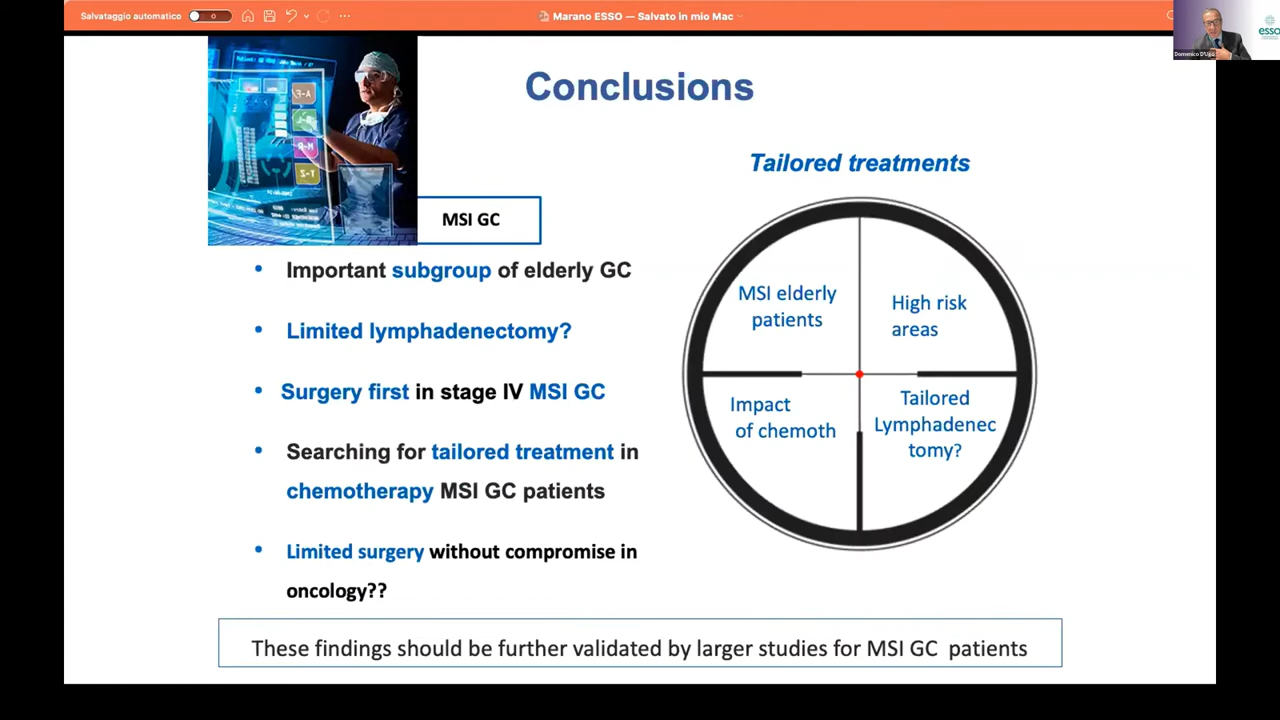 Salvataggio automatico
Marano ESSO — Salvato in mio Mac
Domenico D'Ugo
esso
Conclusions
Tailored treatments
MSI GC
• Important subgroup of elderly GC
• Limited lymphadenectomy?
• Surgery first in stage IV MSI GC
• Searching for tailored treatment in
chemotherapy MSI GC patients
• Limited surgery without compromise in
oncology??
MSI elderly
patients
High risk
areas
Impact
of chemoth
Tailored
Lymphadenec
tomy?
A-F
M-R
T-Z
These findings should be further validated by larger studies for MSI GC patients